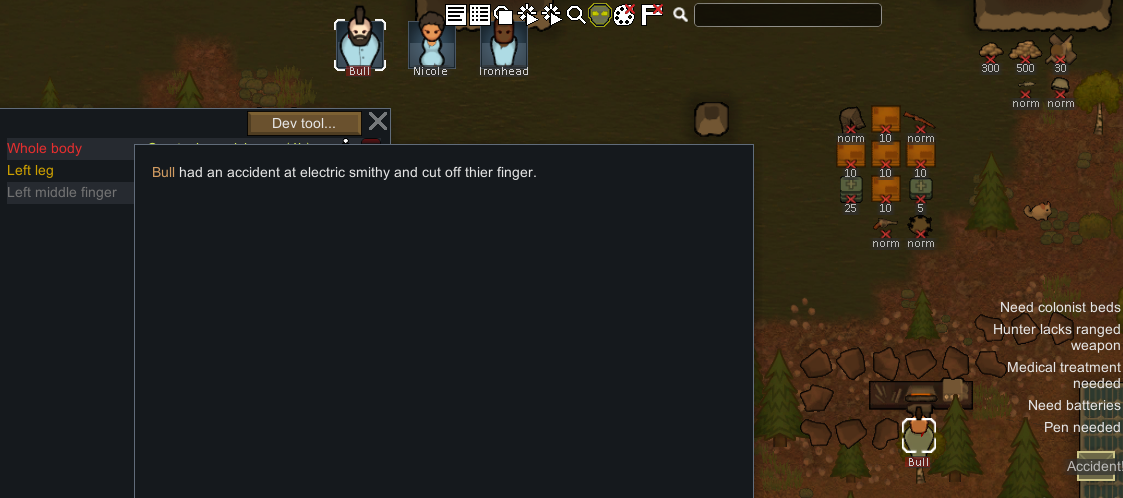 Bull
Nicole
Ironhead
300
500
30
norm
norm
Dev tool...
norm
10
10
10
10
25
10
5
norm
norm
Whole body
Left leg
Left middle finger
Bull had an accident at electric smithy and cut off thier finger.
Need colonist beds
Hunter lacks ranged
weapon
Medical treatment
needed
Need batteries
Pen needed
Bull
Accident!